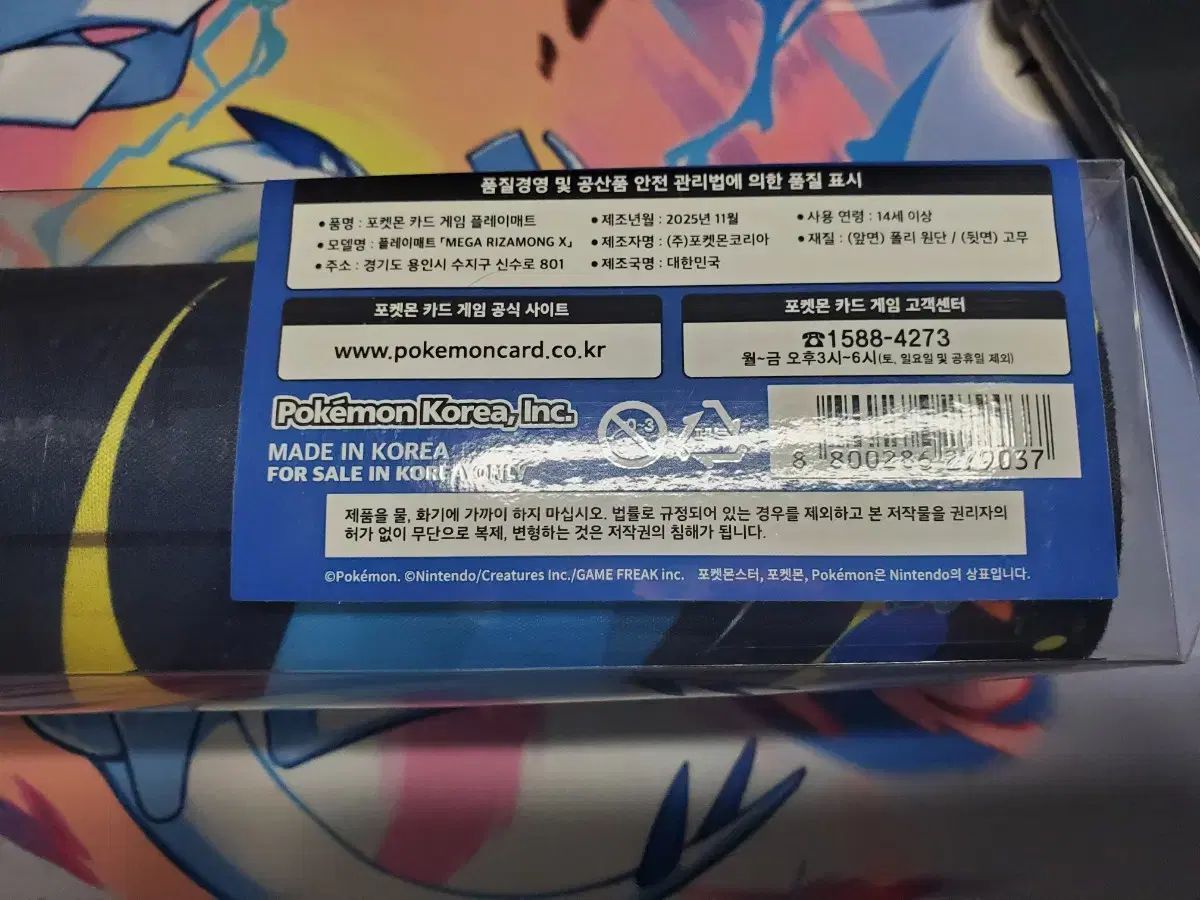 품질경영 및 공산품 안전 관리법에 의한 품질 표시
• 품명 : 포켓몬 카드 게임 플레이매트
• 모델명 : 플레이매트 「MEGA RIZAMONG X」
• 주소 : 경기도 용인시 수지구 신수로 801
• 제조년월 : 2025년 11월
• 제조자명 : (주)포켓몬코리아
• 제조국명 : 대한민국
• 사용 연령 : 14세 이상
• 재질 : (앞면) 폴리 원단 / (뒷면) 고무
포켓몬 카드 게임 공식 사이트
www.pokemoncard.co.kr
포켓몬 카드 게임 고객센터
☎1588-4273
월~금 오후3시~6시(토, 일요일 및 공휴일 제외)
Pokémon Korea, Inc.
MADE IN KOREA
FOR SALE IN KOREA ONLY
0-3
8 800286 279037
제품을 물, 화기에 가까이 하지 마십시오. 법률로 규정되어 있는 경우를 제외하고 본 저작물을 권리자의
허가 없이 무단으로 복제, 변형하는 것은 저작권의 침해가 됩니다.
©Pokémon. ©Nintendo/Creatures Inc./GAME FREAK inc. 포켓몬스터, 포켓몬, Pokémon은 Nintendo의 상표입니다.